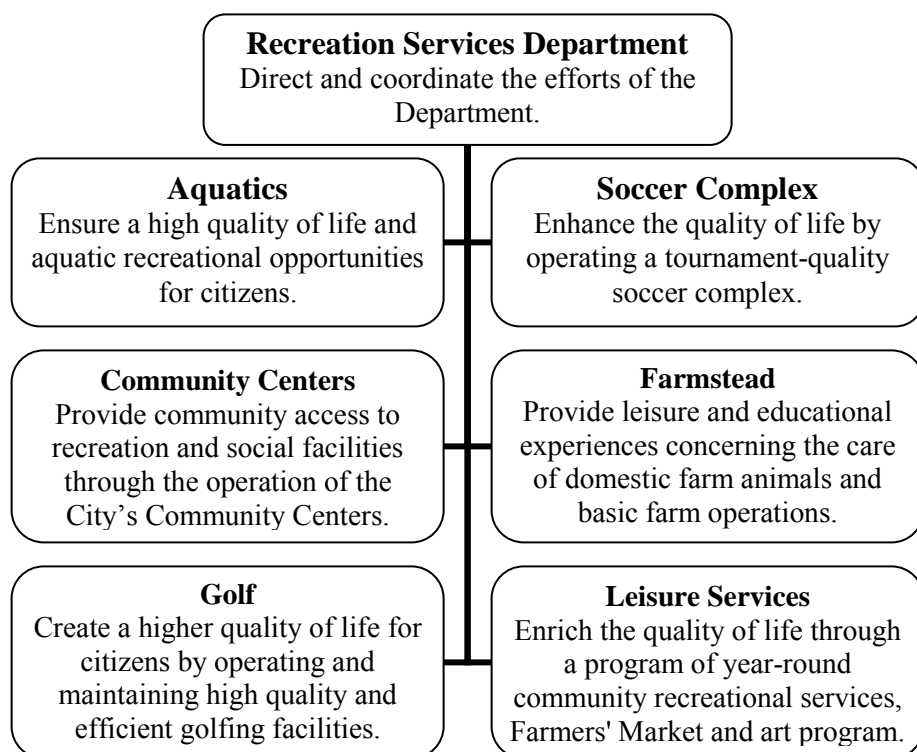 Recreation Services Department
Direct and coordinate the efforts of the
Department.
Aquatics
Ensure a high quality of life and
aquatic recreational opportunities
for citizens.
Soccer Complex
Enhance the quality of life by
operating a tournament-quality
soccer complex.
Community Centers
Provide community access to
recreation and social facilities
through the operation of the
City’s Community Centers.
Farmstead
Provide leisure and educational
experiences concerning the care
of domestic farm animals and
basic farm operations.
Golf
Create a higher quality of life for
citizens by operating and
maintaining high quality and
efficient golfing facilities.
Leisure Services
Enrich the quality of life through
a program of year-round
community recreational services,
Farmers' Market and art program.